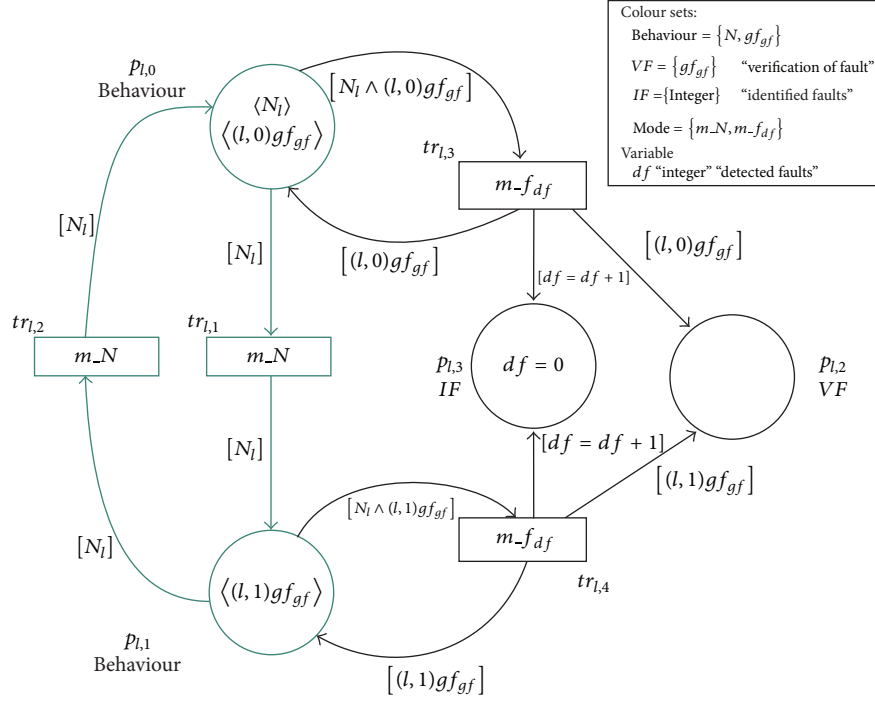 Colour sets:
Behaviour = {N, gf_gf}
VF = {gf_gf} "verification of fault"
IF ={Integer} "identified faults"
Mode = {m_N, m_f_df}
Variable
df "integer" "detected faults"
p_l,0
Behaviour
⟨N_l⟩
⟨(l, 0)gf_gf⟩
[N_l ∧ (l, 0)gf_gf]
tr_l,3
m_f_df
[(l, 0)gf_gf]
[(l, 0)gf_gf]
[N_l]
[N_l]
[df = df + 1]
tr_l,2
m_N
tr_l,1
m_N
p_l,3
IF
df = 0
p_l,2
VF
[N_l]
[df = df + 1]
[(l, 1)gf_gf]
[N_l]
[N_l ∧ (l, 1)gf_gf]
m_f_df
tr_l,4
⟨(l, 1)gf_gf⟩
p_l,1
Behaviour
[(l, 1)gf_gf]